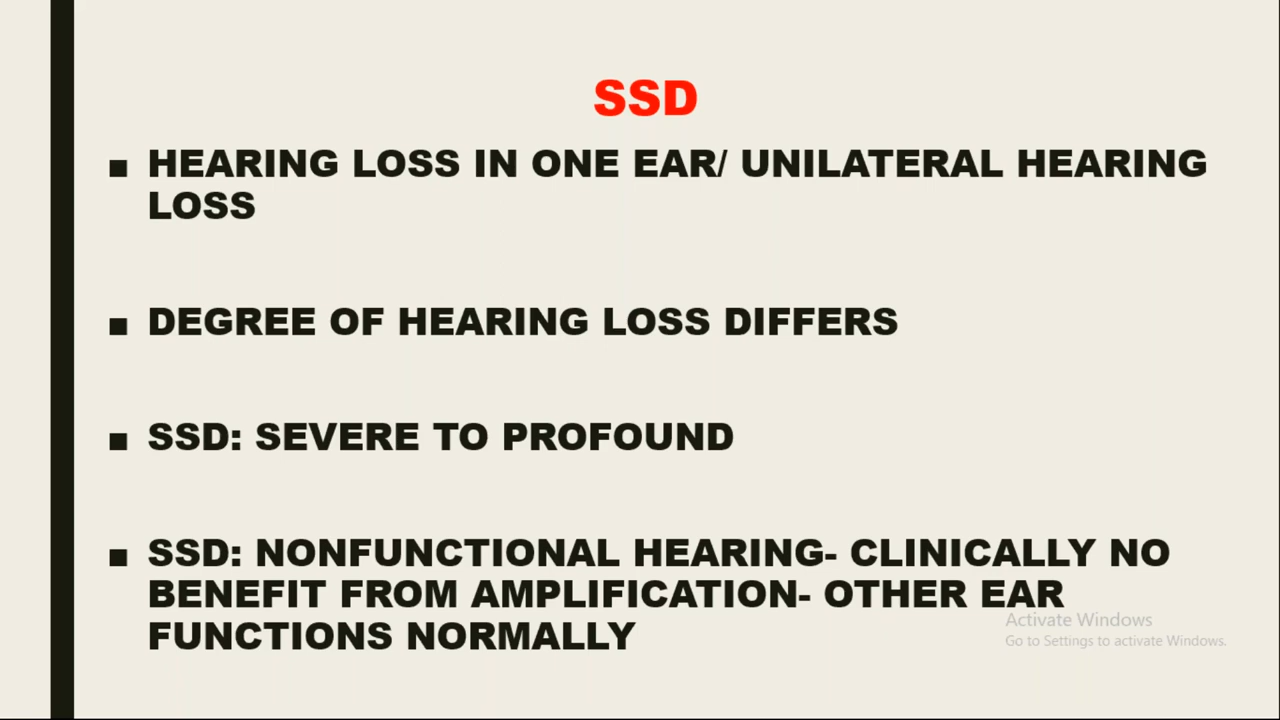 SSD
■ HEARING LOSS IN ONE EAR/ UNILATERAL HEARING
LOSS
■ DEGREE OF HEARING LOSS DIFFERS
■ SSD: SEVERE TO PROFOUND
■ SSD: NONFUNCTIONAL HEARING- CLINICALLY NO
BENEFIT FROM AMPLIFICATION- OTHER EAR
FUNCTIONS NORMALLY
Activate Windows
Go to Settings to activate Windows.